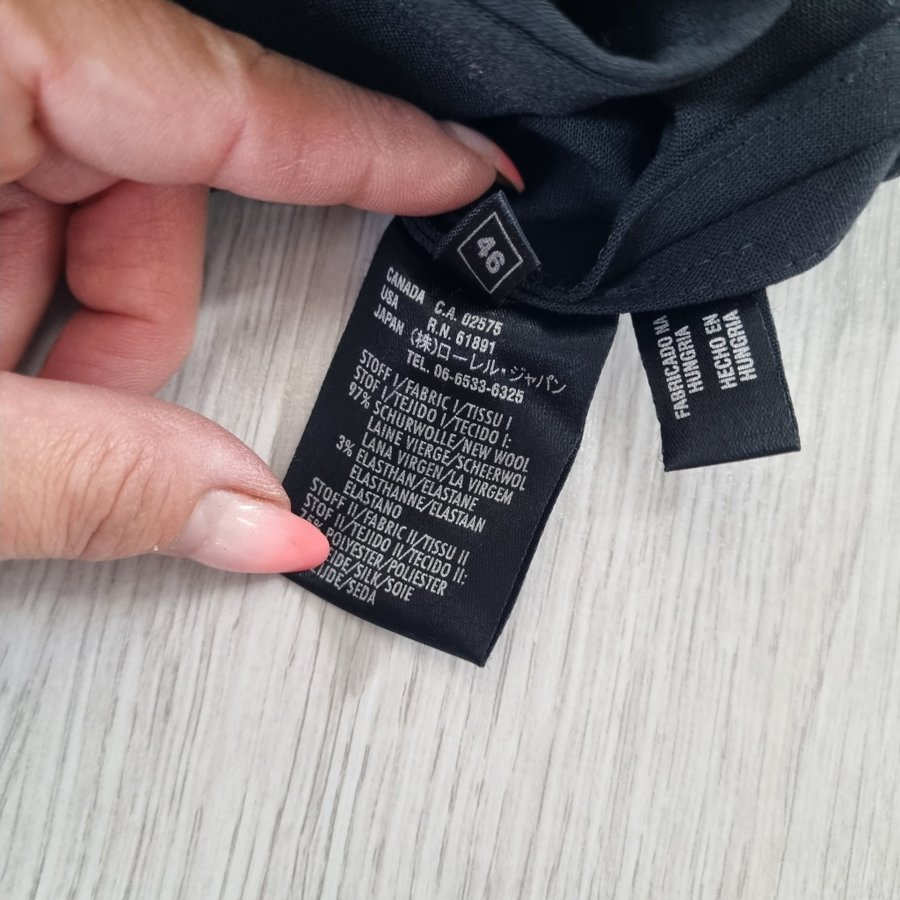 46
CANADA C.A. 02575
USA R.N. 61891
JAPAN (株)ローレル・ジャパン
TEL. 06-6533-6325
STOFF I/FABRIC I/TISSU I
STOF I/TEJIDO I/TECIDO I:
97% SCHURWOLLE/NEW WOOL
LAINE VIERGE/SCHEERWOL
LANA VIRGEN/LA VIRGEM
3% ELASTHAN/ELASTANE
ELASTHANNE/ELASTAAN
ELASTANO
STOFF II/FABRIC II/TISSU II
STOF II/TEJIDO II/TECIDO II:
POLYESTER/POLIESTER
/SILK/SOIE
/SEDA
FABRICADO NA
HUNGRIA
HECHO EN
HUNGRIA